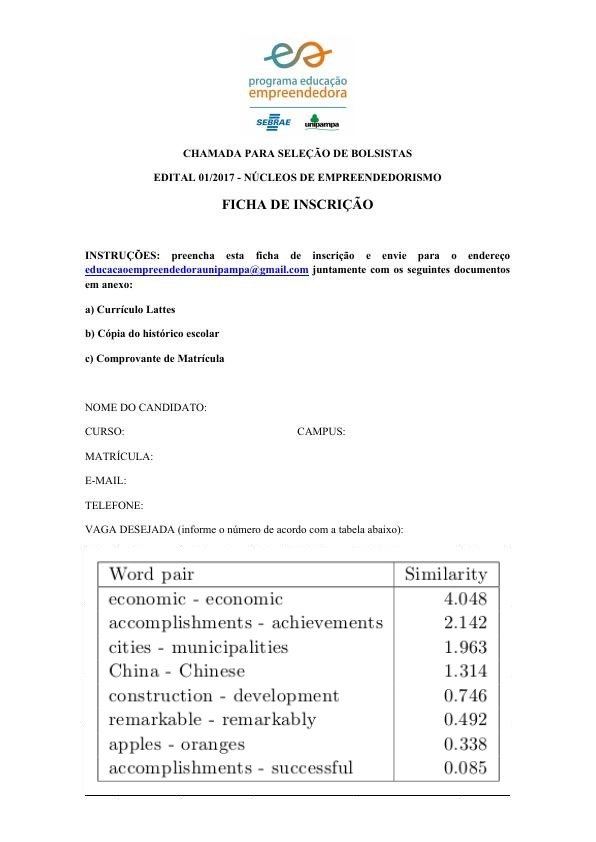 programa educação
empreendedora
SEBRAE unipampa
CHAMADA PARA SELEÇÃO DE BOLSISTAS
EDITAL 01/2017 - NÚCLEOS DE EMPREENDEDORISMO
FICHA DE INSCRIÇÃO
INSTRUÇÕES: preencha esta ficha de inscrição e envie para o endereço
educacaoempreendedoraunipampa@gmail.com juntamente com os seguintes documentos
em anexo:
a) Currículo Lattes
b) Cópia do histórico escolar
c) Comprovante de Matrícula
NOME DO CANDIDATO:
CURSO: CAMPUS:
MATRÍCULA:
E-MAIL:
TELEFONE:
VAGA DESEJADA (informe o número de acordo com a tabela abaixo):
Word pair Similarity
economic - economic 4.048
accomplishments - achievements 2.142
cities - municipalities 1.963
China - Chinese 1.314
construction - development 0.746
remarkable - remarkably 0.492
apples - oranges 0.338
accomplishments - successful 0.085